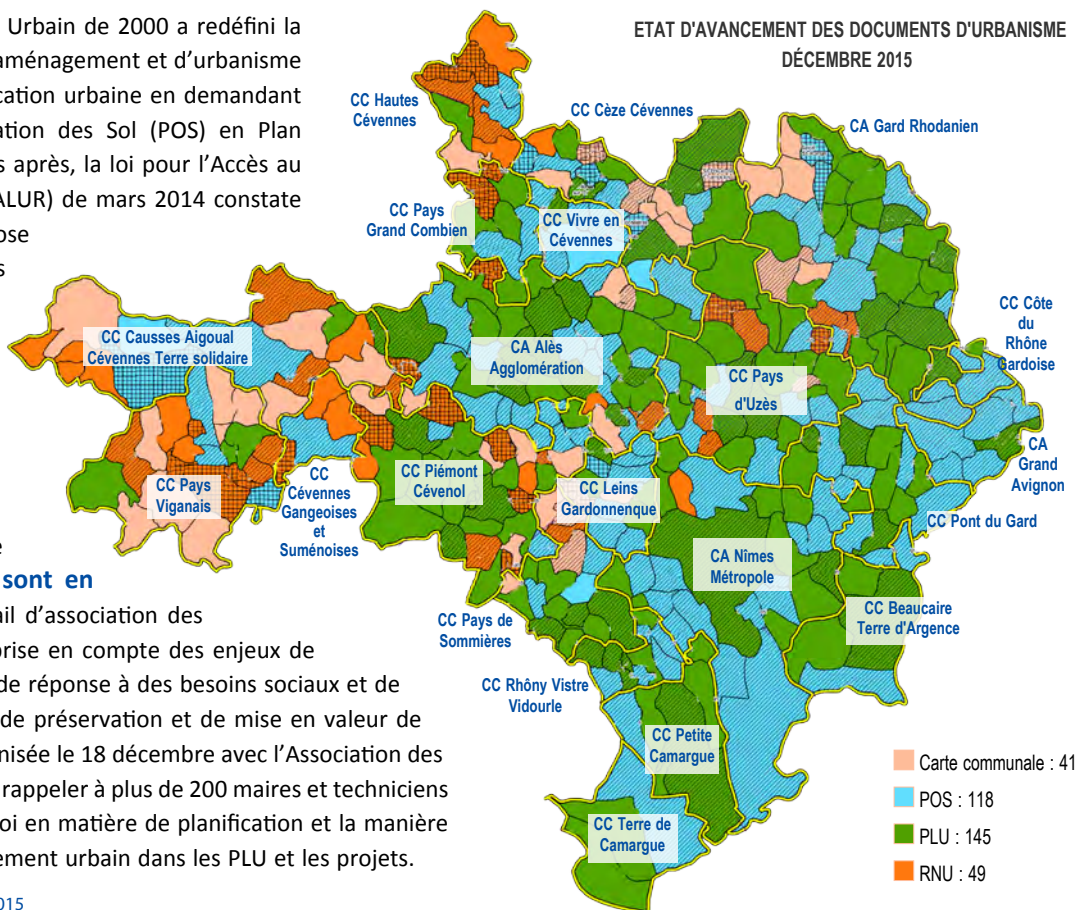 Urbain de 2000 a redéfini la
aménagement et d'urbanisme
cation urbaine en demandant
ation des Sol (POS) en Plan
s après, la loi pour l'Accès au
ALUR) de mars 2014 constate
ose
s
e
sont en
ail d'association des
prise en compte des enjeux de
de réponse à des besoins sociaux et de
de préservation et de mise en valeur de
nisée le 18 décembre avec l'Association des
rappeler à plus de 200 maires et techniciens
oi en matière de planification et la manière
ement urbain dans les PLU et les projets.
015
ETAT D'AVANCEMENT DES DOCUMENTS D'URBANISME
DÉCEMBRE 2015
CC Hautes
Cévennes
CC Cèze Cévennes
CA Gard Rhodanien
CC Pays
Grand Combien
CC Vivre en
Cévennes
CC Causses Aigoual
Cévennes Terre solidaire
CA Alès
Agglomération
CC Pays
d'Uzès
CC Côte
du
Rhône
Gardoise
CA
Grand
Avignon
CC Pays
Viganais
CC
Cévennes
Gangeoises
et
Suménoises
CC Piémont
Cévenol
CC Leins
Gardonnenque
CC Pont du Gard
CA Nîmes
Métropole
CC Beaucaire
Terre d'Argence
CC Pays de
Sommières
CC Rhôny Vistre
Vidourle
CC Petite
Camargue
CC Terre de
Camargue
Carte communale : 41
POS : 118
PLU : 145
RNU : 49